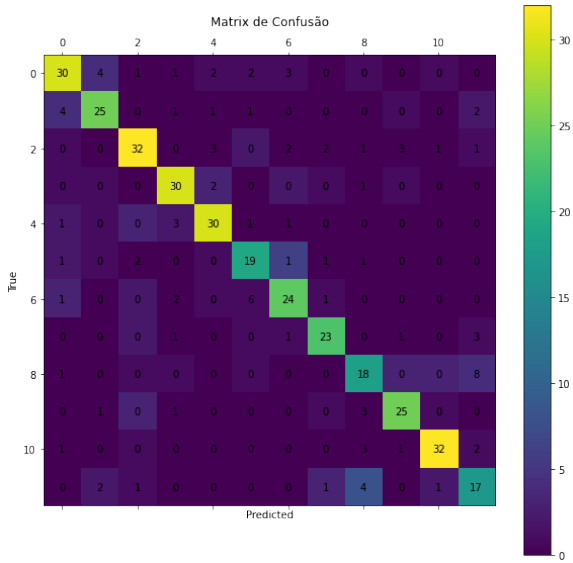 Matrix de Confusão
0 2 4 6 8 10
0 30 4 1 1 2 2 3 0 0 0 0 0
4 25 0 1 1 1 0 0 0 0 0 2
2 0 0 32 0 3 0 2 2 1 3 1 1
0 0 0 30 2 0 0 0 1 0 0 0
4 1 0 0 3 30 1 1 0 0 0 0 0
1 0 2 0 0 19 1 1 1 0 0 0
6 1 0 0 2 0 6 24 1 0 0 0 0
0 0 0 1 0 0 1 23 0 1 0 3
8 1 0 0 0 0 0 0 0 18 0 0 8
0 1 0 1 0 0 0 0 3 25 0 0
10 1 0 0 0 0 0 0 0 3 1 32 2
0 2 1 0 0 0 0 1 4 0 1 17
True
Predicted
30
25
20
15
10
5
0